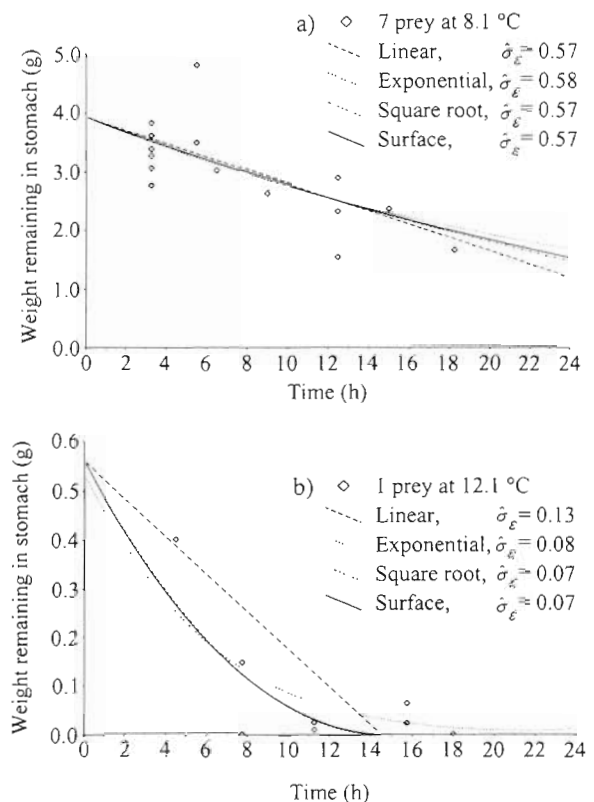 a) ◇ 7 prey at 8.1 °C
Linear, σ̂ε = 0.57
Exponential, σ̂ε = 0.58
Square root, σ̂ε = 0.57
Surface, σ̂ε = 0.57
Weight remaining in stomach (g)
5.0
4.0
3.0
2.0
1.0
0.0
0 2 4 6 8 10 12 14 16 18 20 22 24
Time (h)
b) ◇ 1 prey at 12.1 °C
Linear, σ̂ε = 0.13
Exponential, σ̂ε = 0.08
Square root, σ̂ε = 0.07
Surface, σ̂ε = 0.07
Weight remaining in stomach (g)
0.6
0.5
0.4
0.3
0.2
0.1
0.0
0 2 4 6 8 10 12 14 16 18 20 22 24
Time (h)